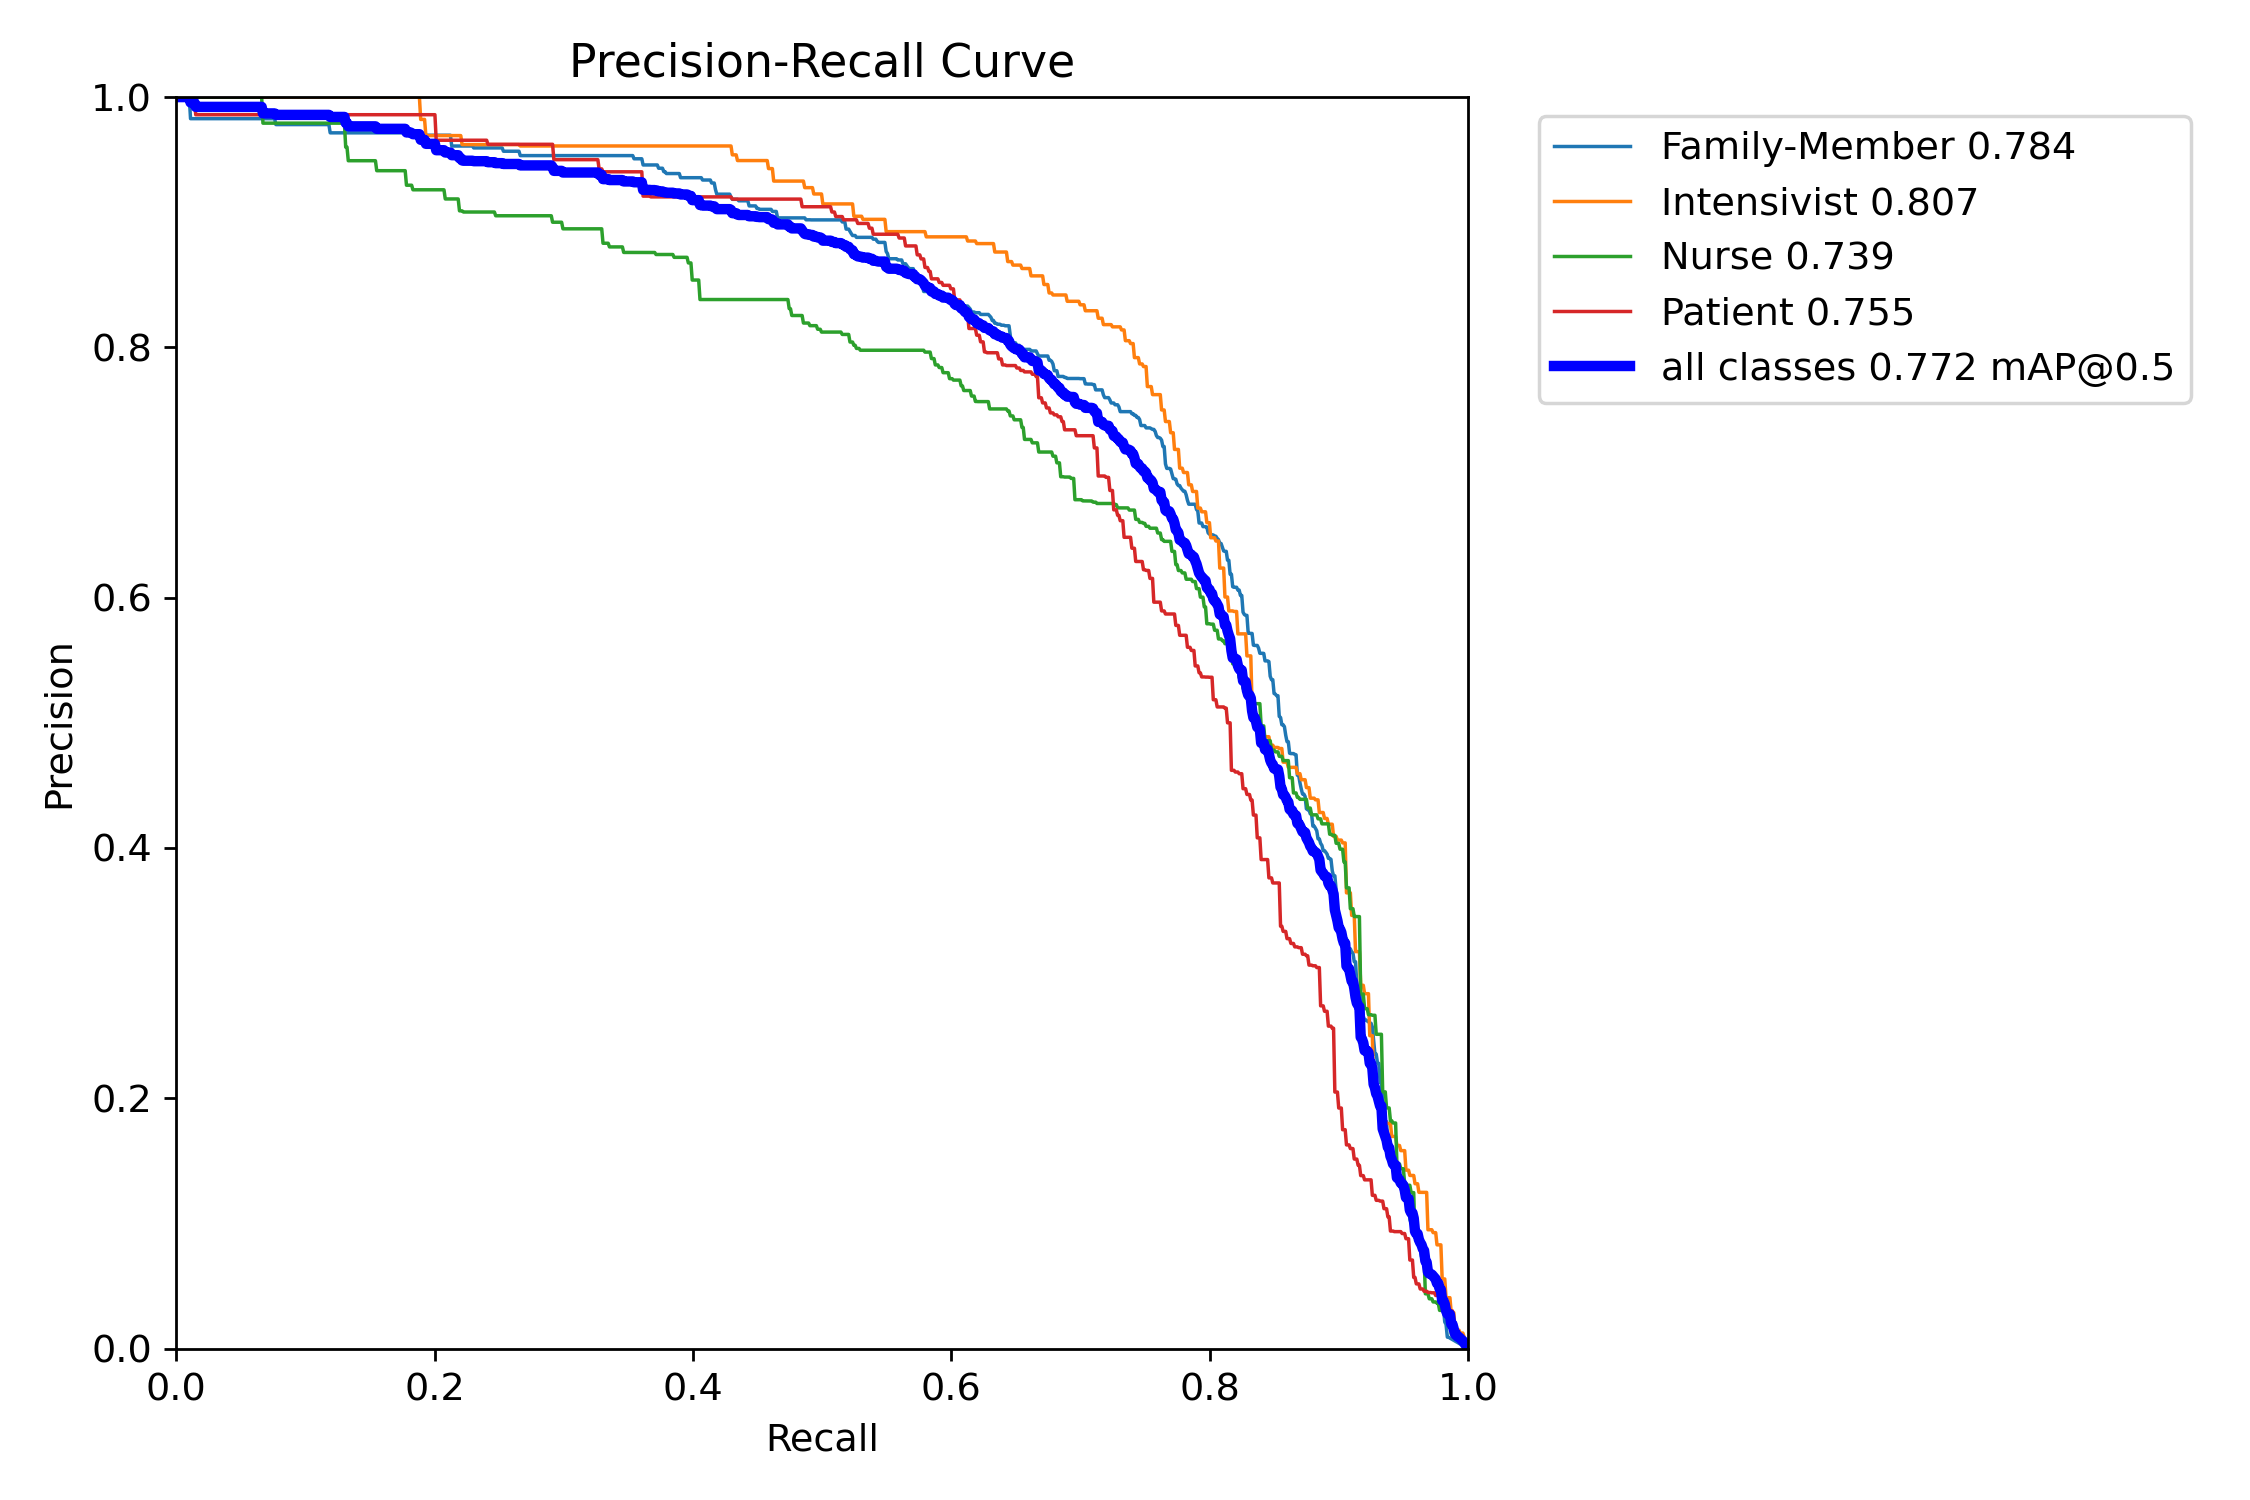 Precision-Recall Curve
1.0
0.8
0.6
0.4
0.2
0.0
Precision
0.0 0.2 0.4 0.6 0.8 1.0
Recall
Family-Member 0.784
Intensivist 0.807
Nurse 0.739
Patient 0.755
all classes 0.772 mAP@0.5